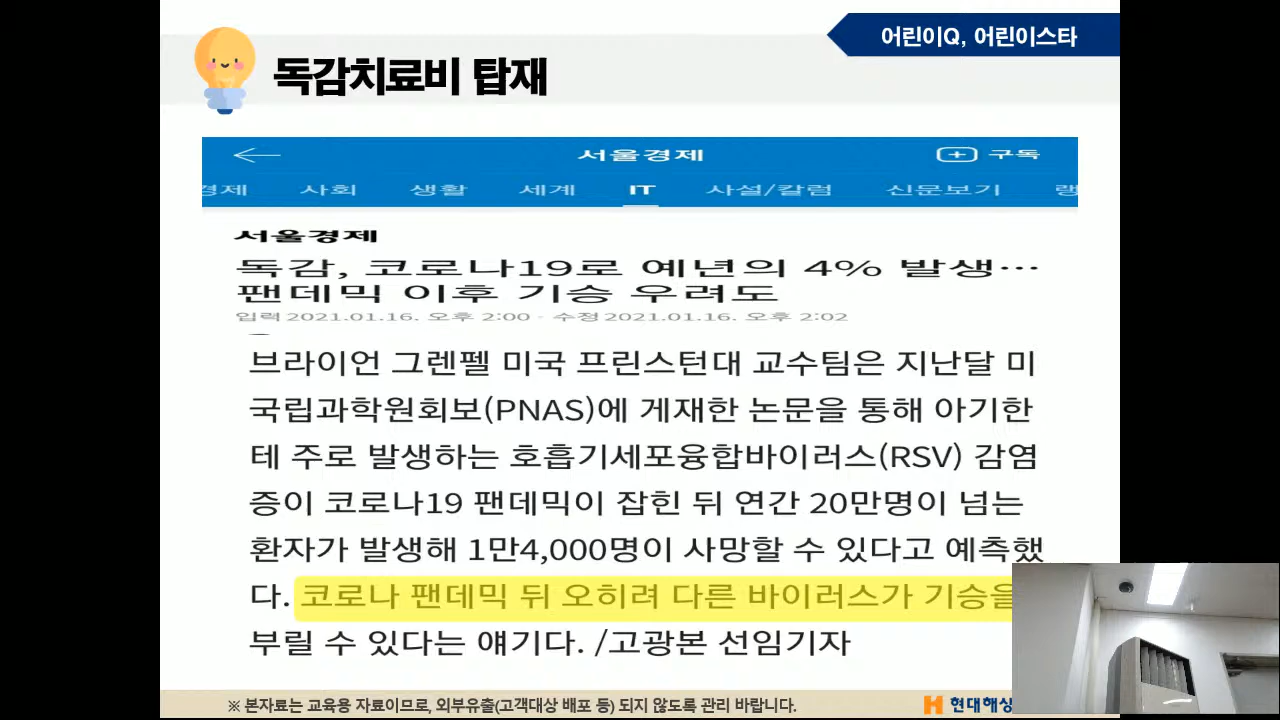 어린이Q, 어린이스타
독감치료비 탑재
서울경제
구독
경제 사회 생활 세계 IT 사설/칼럼 신문보기 랭
서울경제
독감, 코로나19로 예년의 4% 발생…
팬데믹 이후 기승 우려도
입력 2021.01.16. 오후 2:00 · 수정 2021.01.16. 오후 2:02
브라이언 그렌펠 미국 프린스턴대 교수팀은 지난달 미
국립과학원회보(PNAS)에 게재한 논문을 통해 아기한
테 주로 발생하는 호흡기세포융합바이러스(RSV) 감염
증이 코로나19 팬데믹이 잡힌 뒤 연간 20만명이 넘는
환자가 발생해 1만4,000명이 사망할 수 있다고 예측했
다. 코로나 팬데믹 뒤 오히려 다른 바이러스가 기승을
부릴 수 있다는 얘기다. /고광본 선임기자
※ 본자료는 교육용 자료이므로, 외부유출(고객대상 배포 등) 되지 않도록 관리 바랍니다.
현대해상